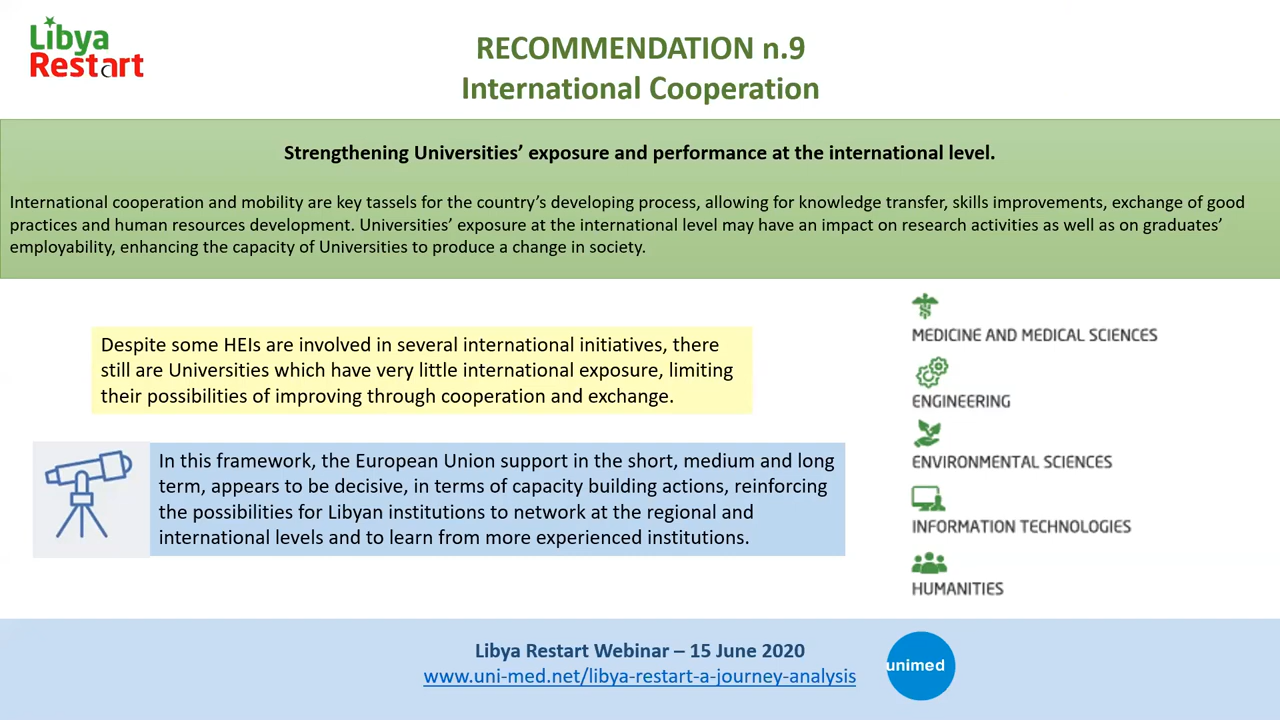 Libya
Restart
RECOMMENDATION n.9
International Cooperation
Strengthening Universities’ exposure and performance at the international level.
International cooperation and mobility are key tassels for the country’s developing process, allowing for knowledge transfer, skills improvements, exchange of good
practices and human resources development. Universities’ exposure at the international level may have an impact on research activities as well as on graduates’
employability, enhancing the capacity of Universities to produce a change in society.
Despite some HEIs are involved in several international initiatives, there
still are Universities which have very little international exposure, limiting
their possibilities of improving through cooperation and exchange.
In this framework, the European Union support in the short, medium and long
term, appears to be decisive, in terms of capacity building actions, reinforcing
the possibilities for Libyan institutions to network at the regional and
international levels and to learn from more experienced institutions.
MEDICINE AND MEDICAL SCIENCES
ENGINEERING
ENVIRONMENTAL SCIENCES
INFORMATION TECHNOLOGIES
HUMANITIES
Libya Restart Webinar – 15 June 2020
www.uni-med.net/libya-restart-a-journey-analysis
unimed